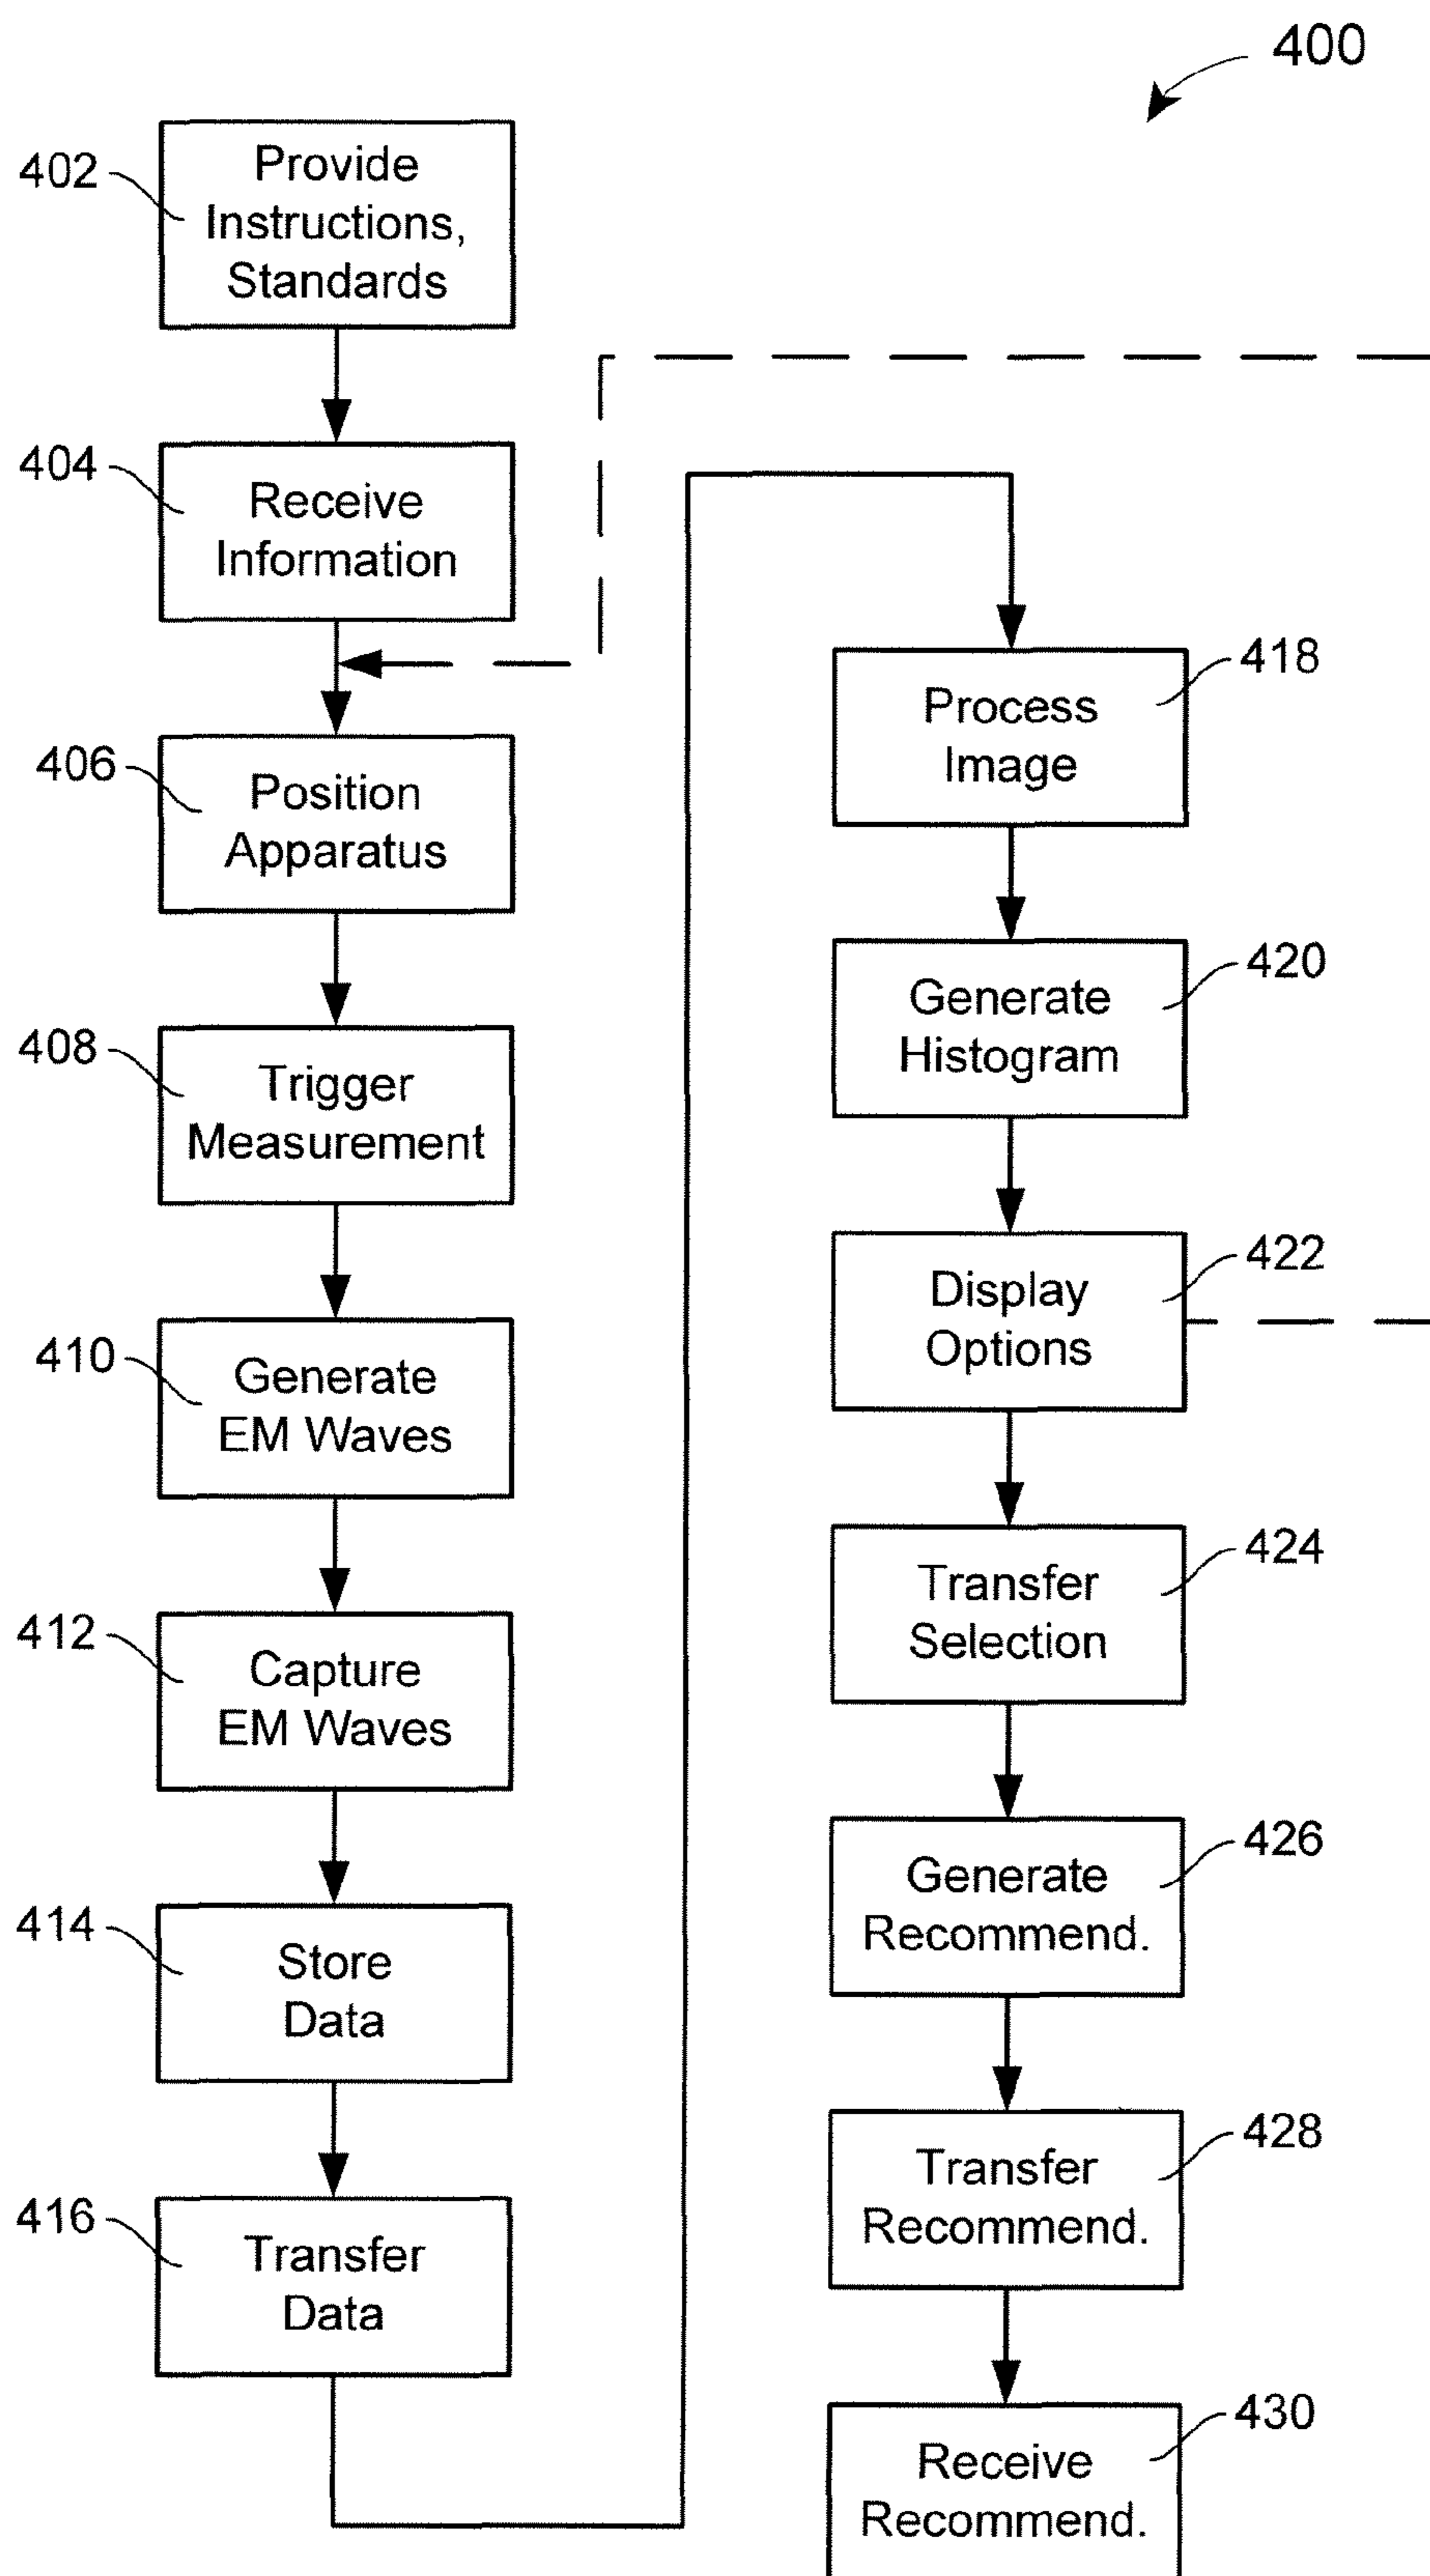 400
402
Provide
Instructions,
Standards
404
Receive
Information
406
Position
Apparatus
408
Trigger
Measurement
410
Generate
EM Waves
412
Capture
EM Waves
414
Store
Data
416
Transfer
Data
418
Process
Image
420
Generate
Histogram
422
Display
Options
424
Transfer
Selection
426
Generate
Recommend.
428
Transfer
Recommend.
430
Receive
Recommend.